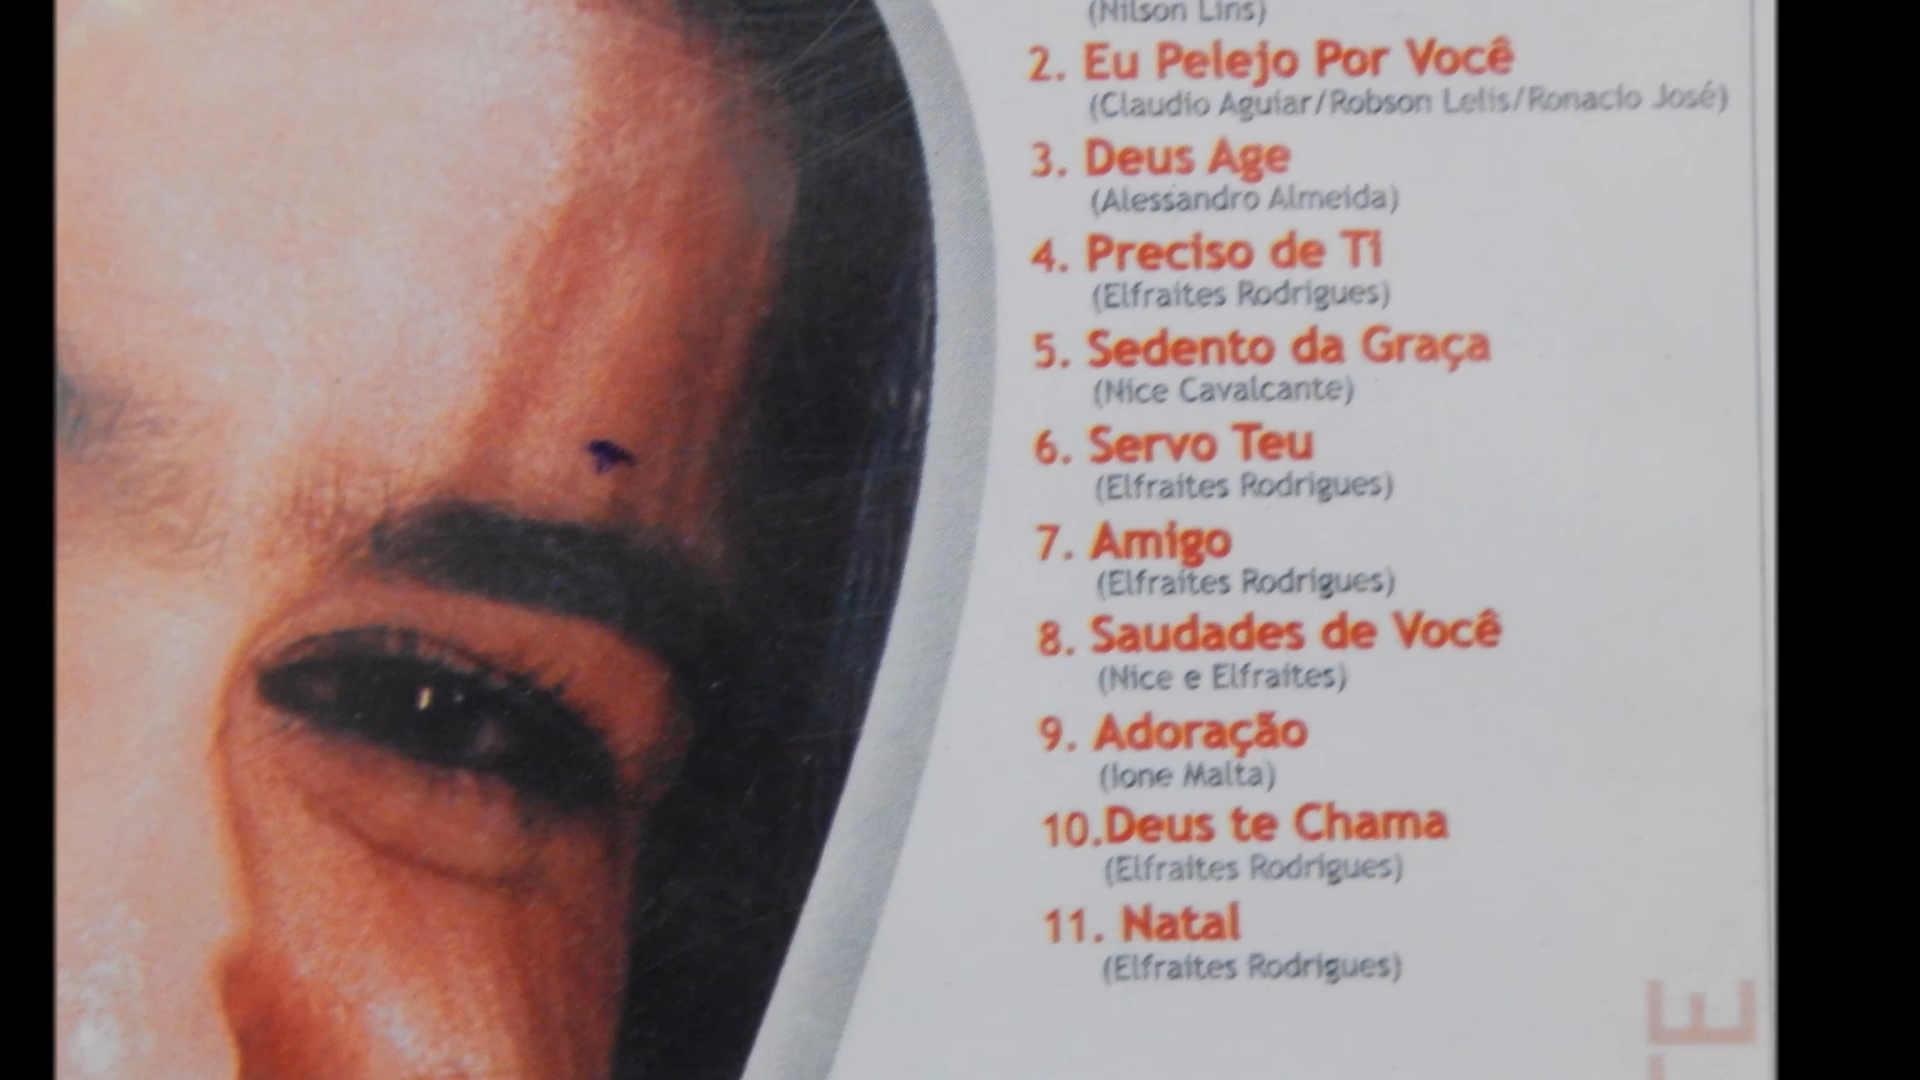 (Nilson Lins)
2. Eu Pelejo Por Você
(Claudio Aguiar/Robson Lelis/Ronacio José)
3. Deus Age
(Alessandro Almeida)
4. Preciso de Ti
(Elfraites Rodrigues)
5. Sedento da Graça
(Nice Cavalcante)
6. Servo Teu
(Elfraites Rodrigues)
7. Amigo
(Elfraites Rodrigues)
8. Saudades de Você
(Nice e Elfraites)
9. Adoração
(Ione Malta)
10.Deus te Chama
(Elfraites Rodrigues)
11. Natal
(Elfraites Rodrigues)